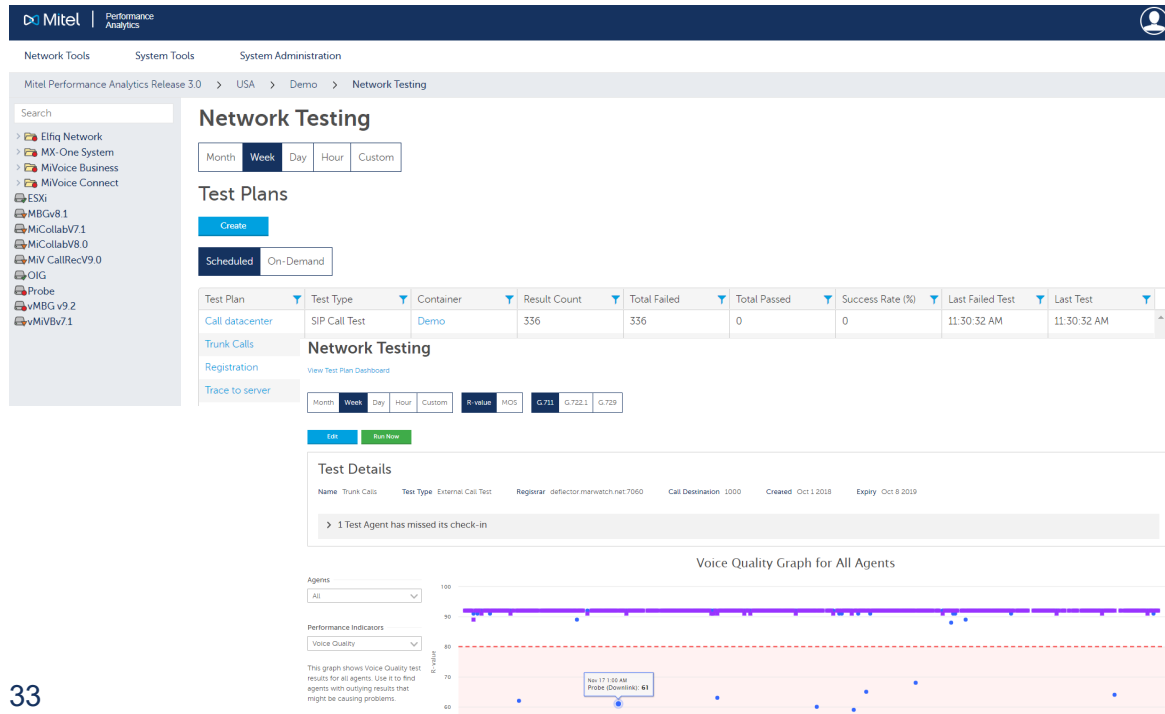 Mitel | Performance Analytics
Network Tools System Tools System Administration
Mitel Performance Analytics Release 3.0 > USA > Demo > Network Testing
Search
Elfiq Network
MX-One System
MiVoice Business
MiVoice Connect
ESXi
MBGv8.1
MiCollabV7.1
MiCollabV8.0
MiV CallRecV9.0
OIG
Probe
vMBG v9.2
vMiVBv7.1
Network Testing
Month Week Day Hour Custom
Test Plans
Create
Scheduled On-Demand
Test Plan Test Type Container Result Count Total Failed Total Passed Success Rate (%) Last Failed Test Last Test
Call datacenter SIP Call Test Demo 336 336 0 0 11:30:32 AM 11:30:32 AM
Trunk Calls
Registration
Trace to server
Network Testing
View Test Plan Dashboard
Month Week Day Hour Custom R-value MOS G.711 G.722.1 G.729
Edit Run Now
Test Details
Name Trunk Calls Test Type External Call Test Registrar deflector.marwatch.net:7060 Call Destination 1000 Created Oct 1 2018 Expiry Oct 8 2019
> 1 Test Agent has missed its check-in
Voice Quality Graph for All Agents
Agents
All
Performance Indicators
Voice Quality
This graph shows Voice Quality test
results for all agents. Use it to find
agents with outlying results that
might be causing problems.
R-value
100
90
80
70
60
Nov 17 1:00 AM
Probe (Downlink): 61
33